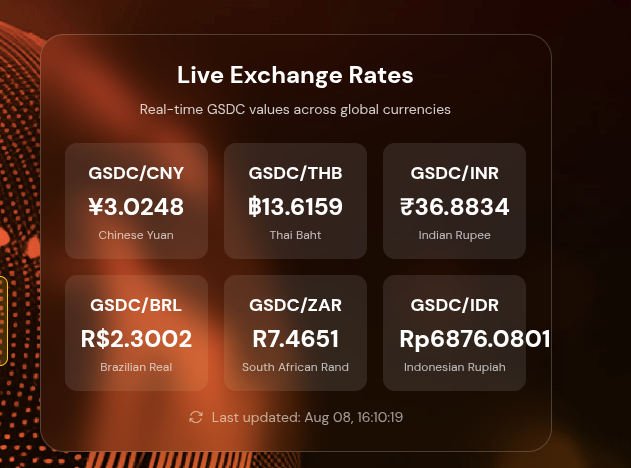 Live Exchange Rates
Real-time GSDC values across global currencies
GSDC/CNY
¥3.0248
Chinese Yuan
GSDC/THB
฿13.6159
Thai Baht
GSDC/INR
₹36.8834
Indian Rupee
GSDC/BRL
R$2.3002
Brazilian Real
GSDC/ZAR
R7.4651
South African Rand
GSDC/IDR
Rp6876.0801
Indonesian Rupiah
Last updated: Aug 08, 16:10:19